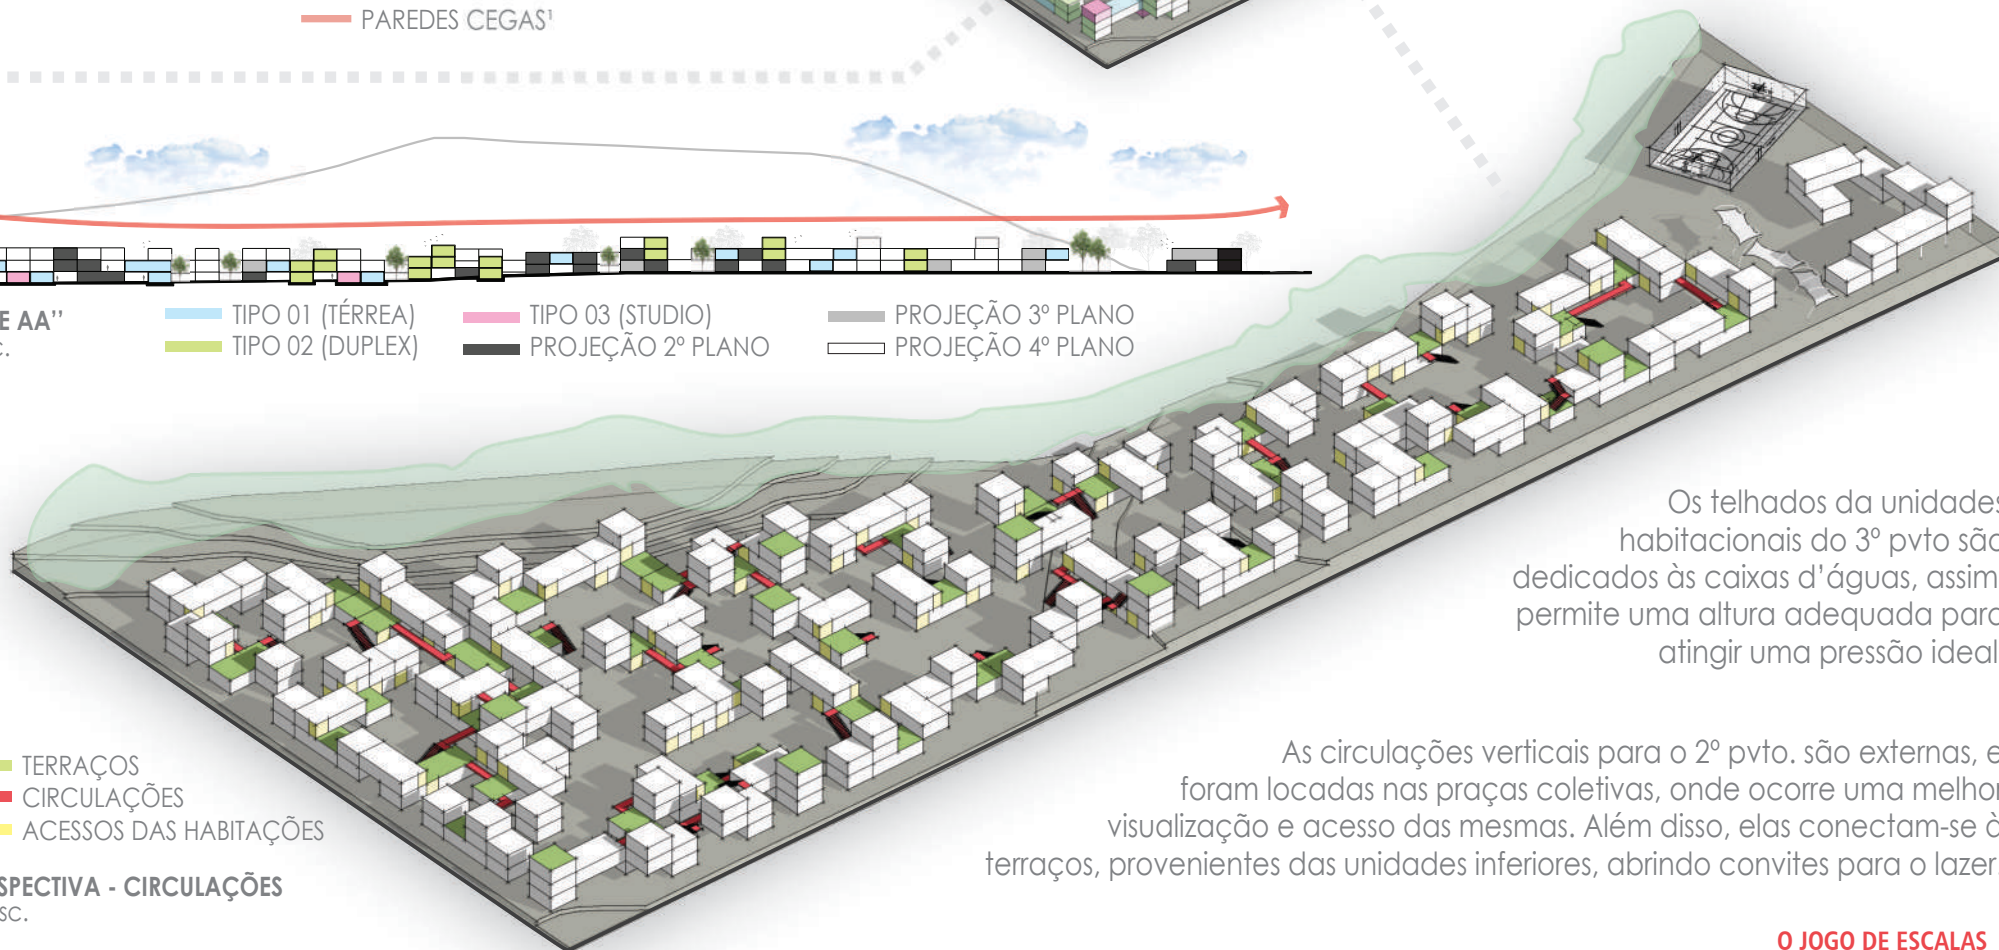 PAREDES CEGAS¹
E AA''
TIPO 01 (TÉRREA)
TIPO 02 (DUPLEX)
TIPO 03 (STUDIO)
PROJEÇÃO 2º PLANO
PROJEÇÃO 3º PLANO
PROJEÇÃO 4º PLANO
Os telhados da unidades
habitacionais do 3º pvto são
dedicados às caixas d'águas, assim
permite uma altura adequada para
atingir uma pressão ideal
As circulações verticais para o 2º pvto. são externas, e
foram locadas nas praças coletivas, onde ocorre uma melhor
visualização e acesso das mesmas. Além disso, elas conectam-se à
terraços, provenientes das unidades inferiores, abrindo convites para o lazer.
TERRAÇOS
CIRCULAÇÕES
ACESSOS DAS HABITAÇÕES
SPECTIVA - CIRCULAÇÕES
sc.
O JOGO DE ESCALAS